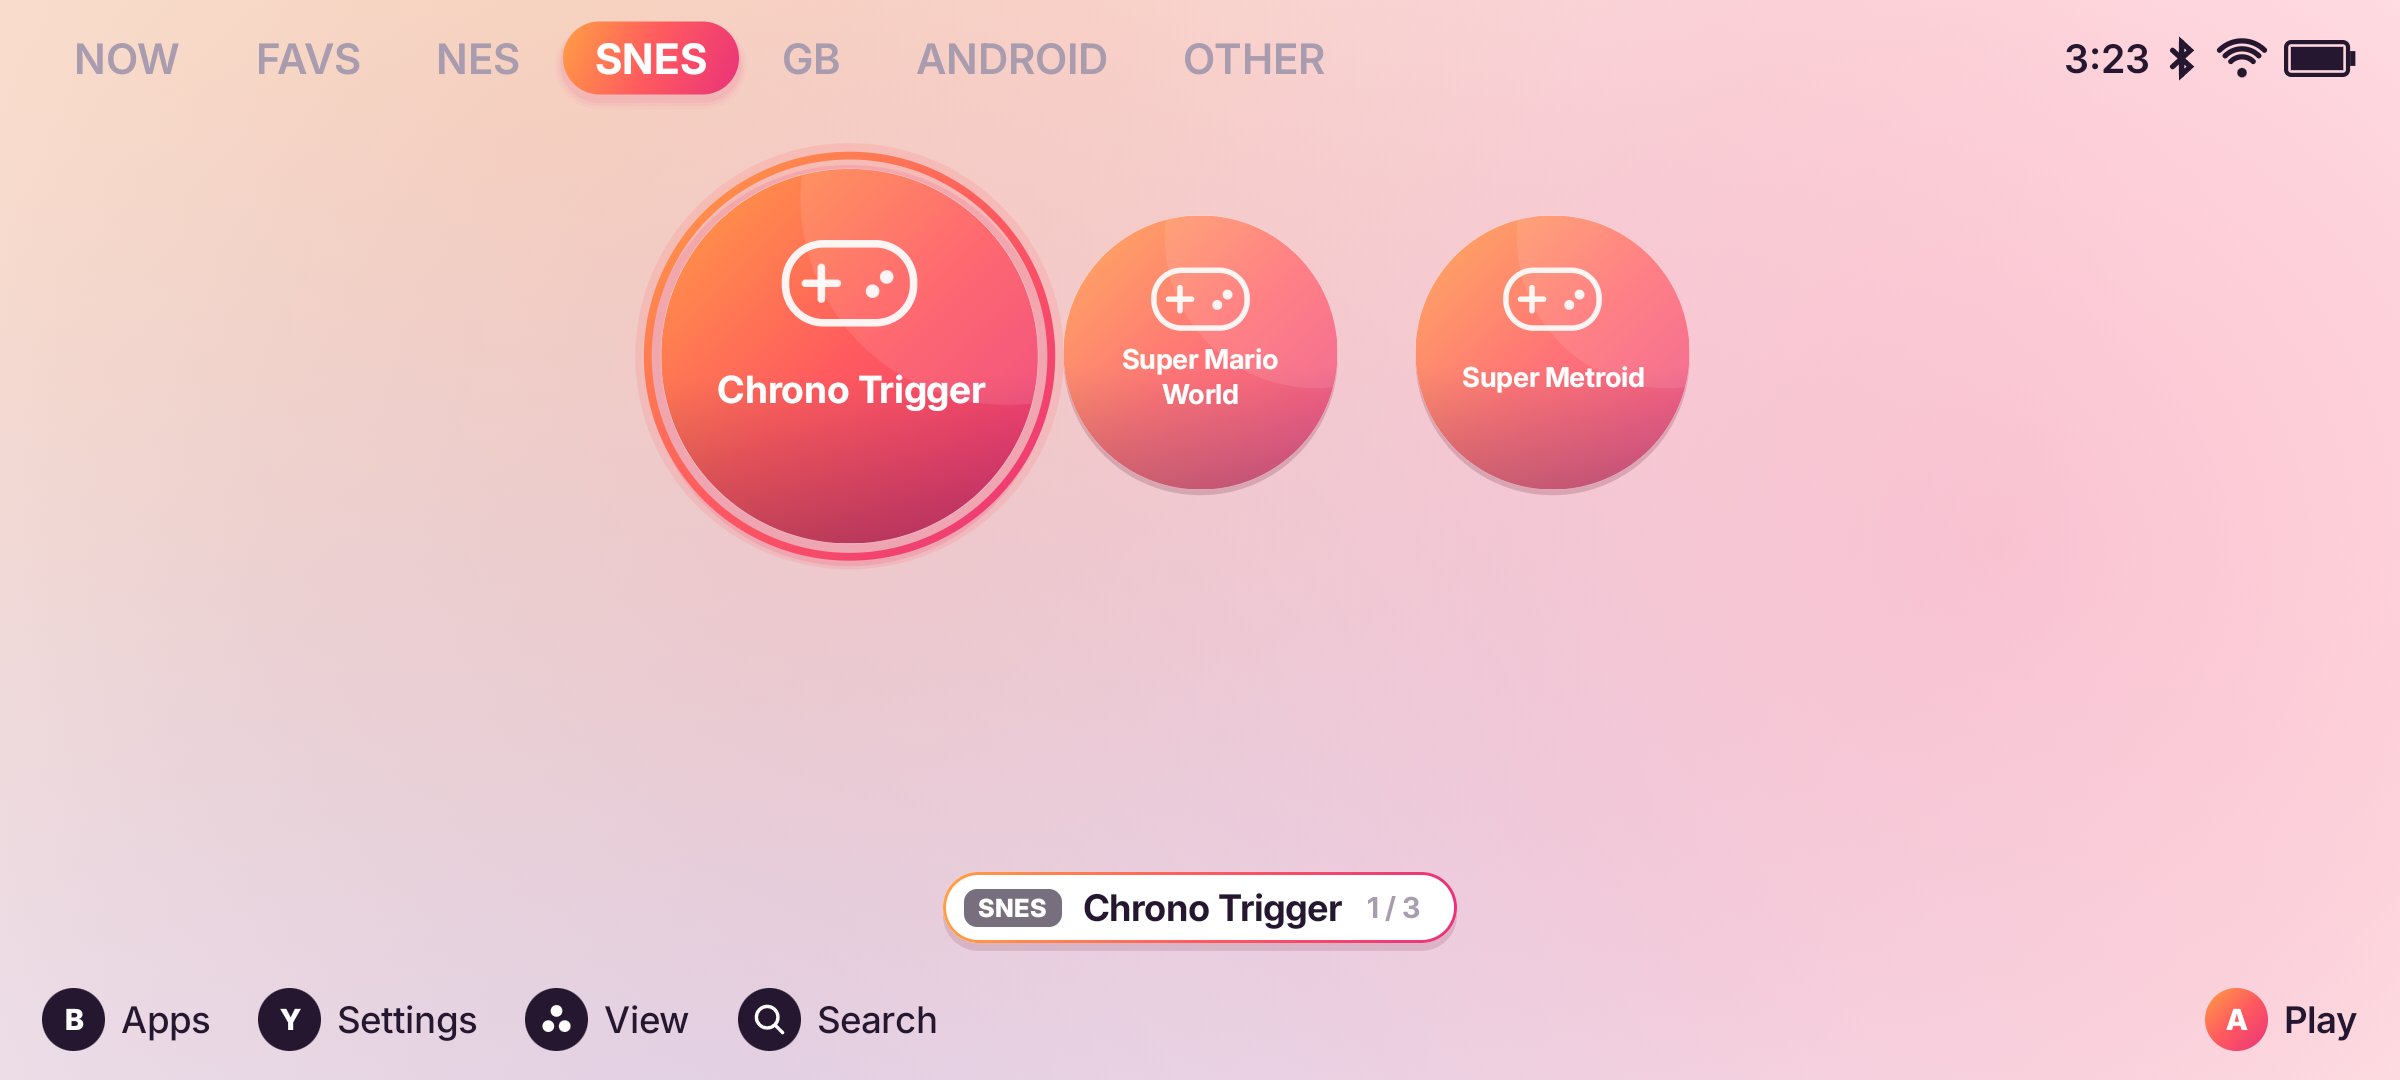 NOW FAVS NES SNES GB ANDROID OTHER 3:23
Chrono Trigger
Super Mario
World
Super Metroid
SNES Chrono Trigger 1 / 3
B Apps Y Settings View Search A Play